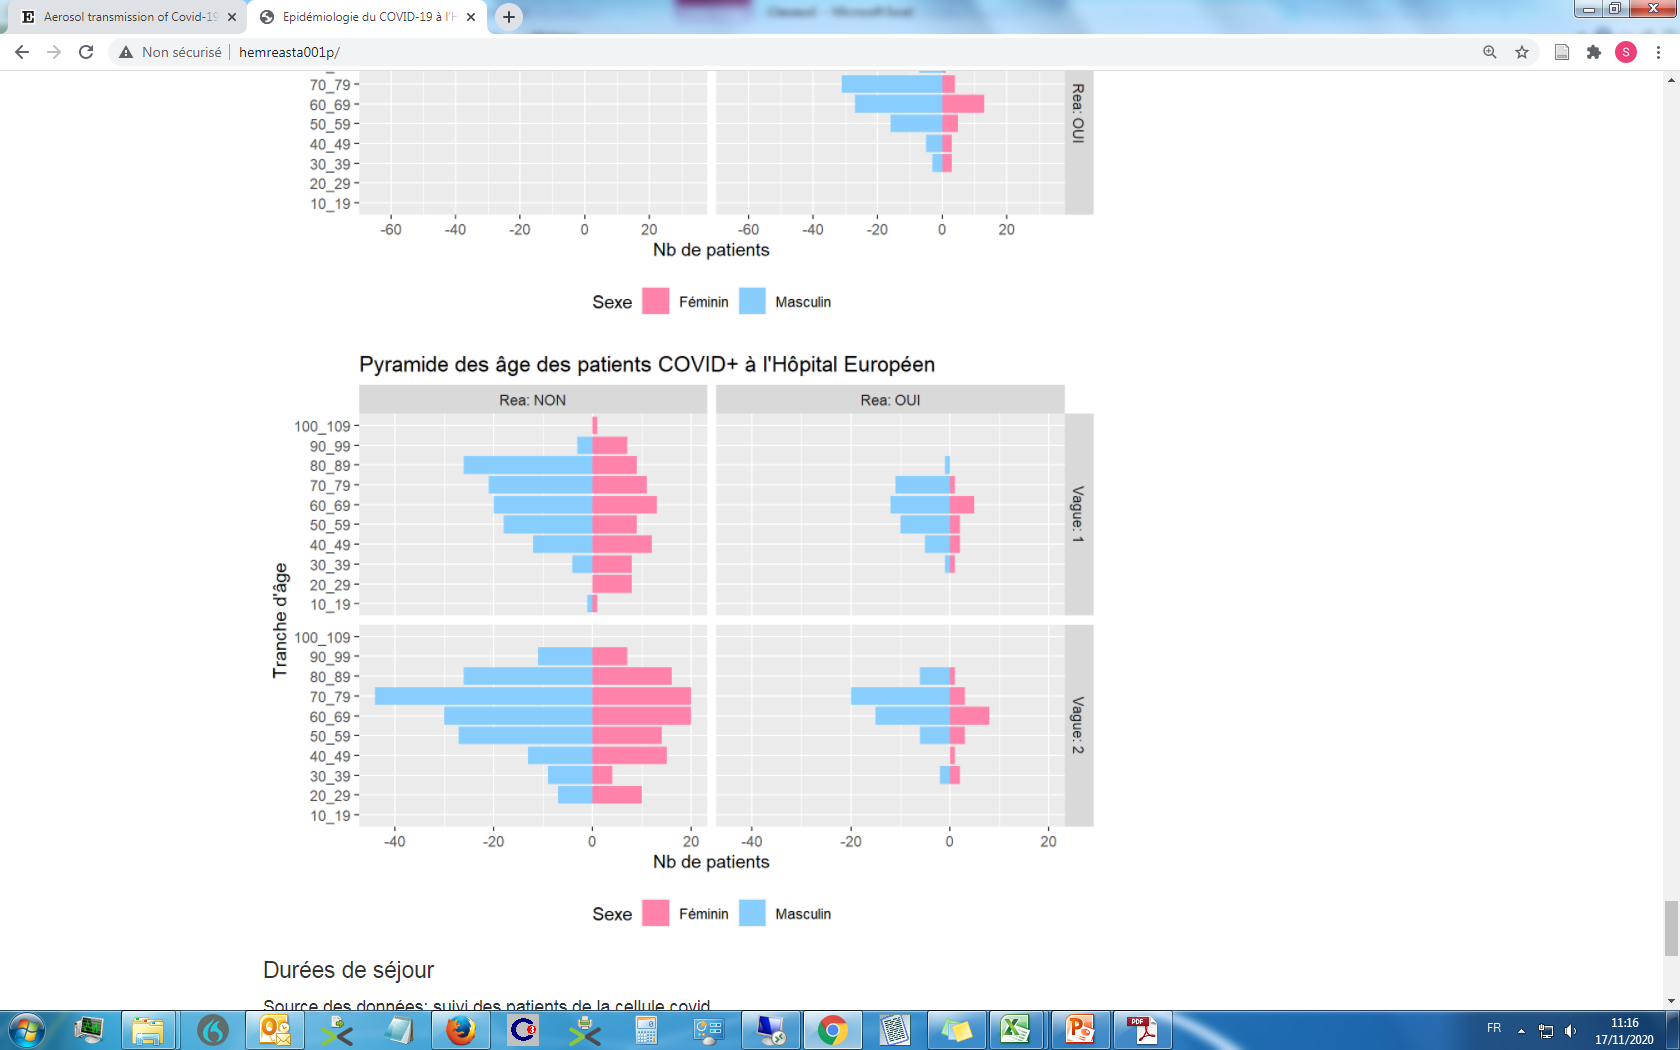 Aerosol transmission of Covid-19
Epidémiologie du COVID-19 à l'H
Microsoft Excel
Non sécurisé
hemreasta001p/
S
70_79
60_69
50_59
40_49
30_39
20_29
10_19
Rea: OUI
-60 -40 -20 0 20 -60 -40 -20 0 20
Nb de patients
Sexe Féminin Masculin
Pyramide des âge des patients COVID+ à l'Hôpital Européen
Rea: NON Rea: OUI
Tranche d'âge
100_109
90_99
80_89
70_79
60_69
50_59
40_49
30_39
20_29
10_19
Vague: 1
100_109
90_99
80_89
70_79
60_69
50_59
40_49
30_39
20_29
10_19
Vague: 2
-40 -20 0 20 -40 -20 0 20
Nb de patients
Sexe Féminin Masculin
Durées de séjour
Source des données: suivi des patients de la cellule covid
FR
11:16
17/11/2020